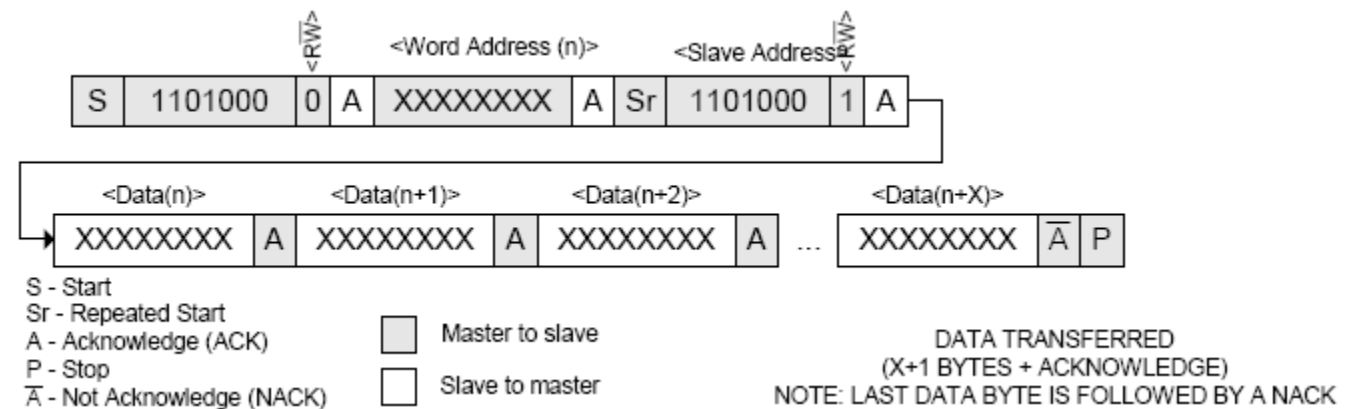 <RW̅>
<Word Address (n)>
<Slave Address>
<RW̅>
S 1101000 0 A XXXXXXXX A Sr 1101000 1 A
<Data(n)> <Data(n+1)> <Data(n+2)> <Data(n+X)>
XXXXXXXX A XXXXXXXX A XXXXXXXX A ... XXXXXXXX A̅ P
S - Start
Sr - Repeated Start
A - Acknowledge (ACK)
P - Stop
A̅ - Not Acknowledge (NACK)
Master to slave
Slave to master
DATA TRANSFERRED
(X+1 BYTES + ACKNOWLEDGE)
NOTE: LAST DATA BYTE IS FOLLOWED BY A NACK